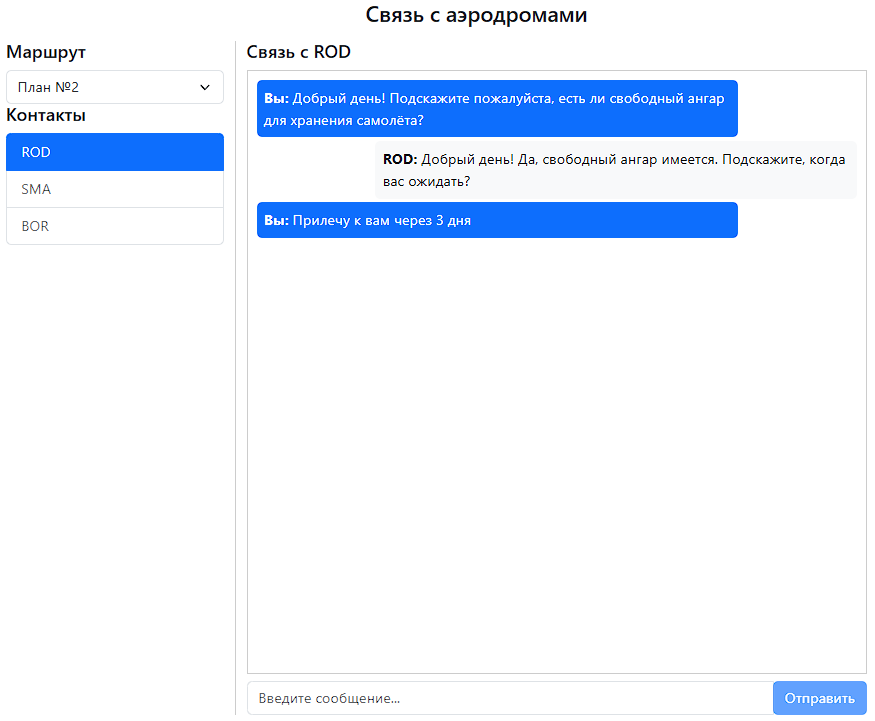 Связь с аэродромами
Маршрут
План №2
Контакты
ROD
SMA
BOR
Связь с ROD
Вы: Добрый день! Подскажите пожалуйста, есть ли свободный ангар
для хранения самолёта?
ROD: Добрый день! Да, свободный ангар имеется. Подскажите, когда
вас ожидать?
Вы: Прилечу к вам через 3 дня
Введите сообщение...
Отправить